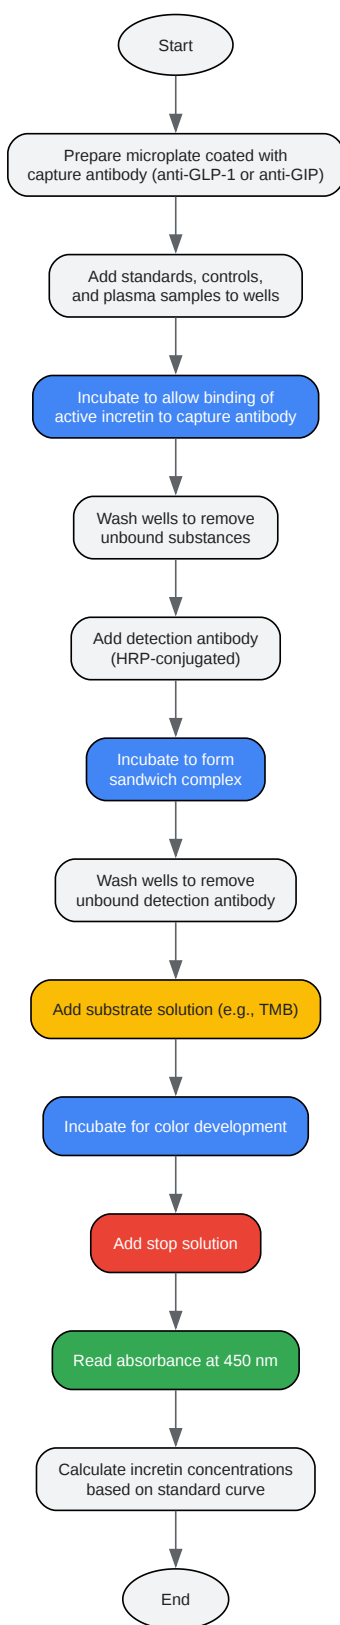 Start
Prepare microplate coated with
capture antibody (anti-GLP-1 or anti-GIP)
Add standards, controls,
and plasma samples to wells
Incubate to allow binding of
active incretin to capture antibody
Wash wells to remove
unbound substances
Add detection antibody
(HRP-conjugated)
Incubate to form
sandwich complex
Wash wells to remove
unbound detection antibody
Add substrate solution (e.g., TMB)
Incubate for color development
Add stop solution
Read absorbance at 450 nm
Calculate incretin concentrations
based on standard curve
End